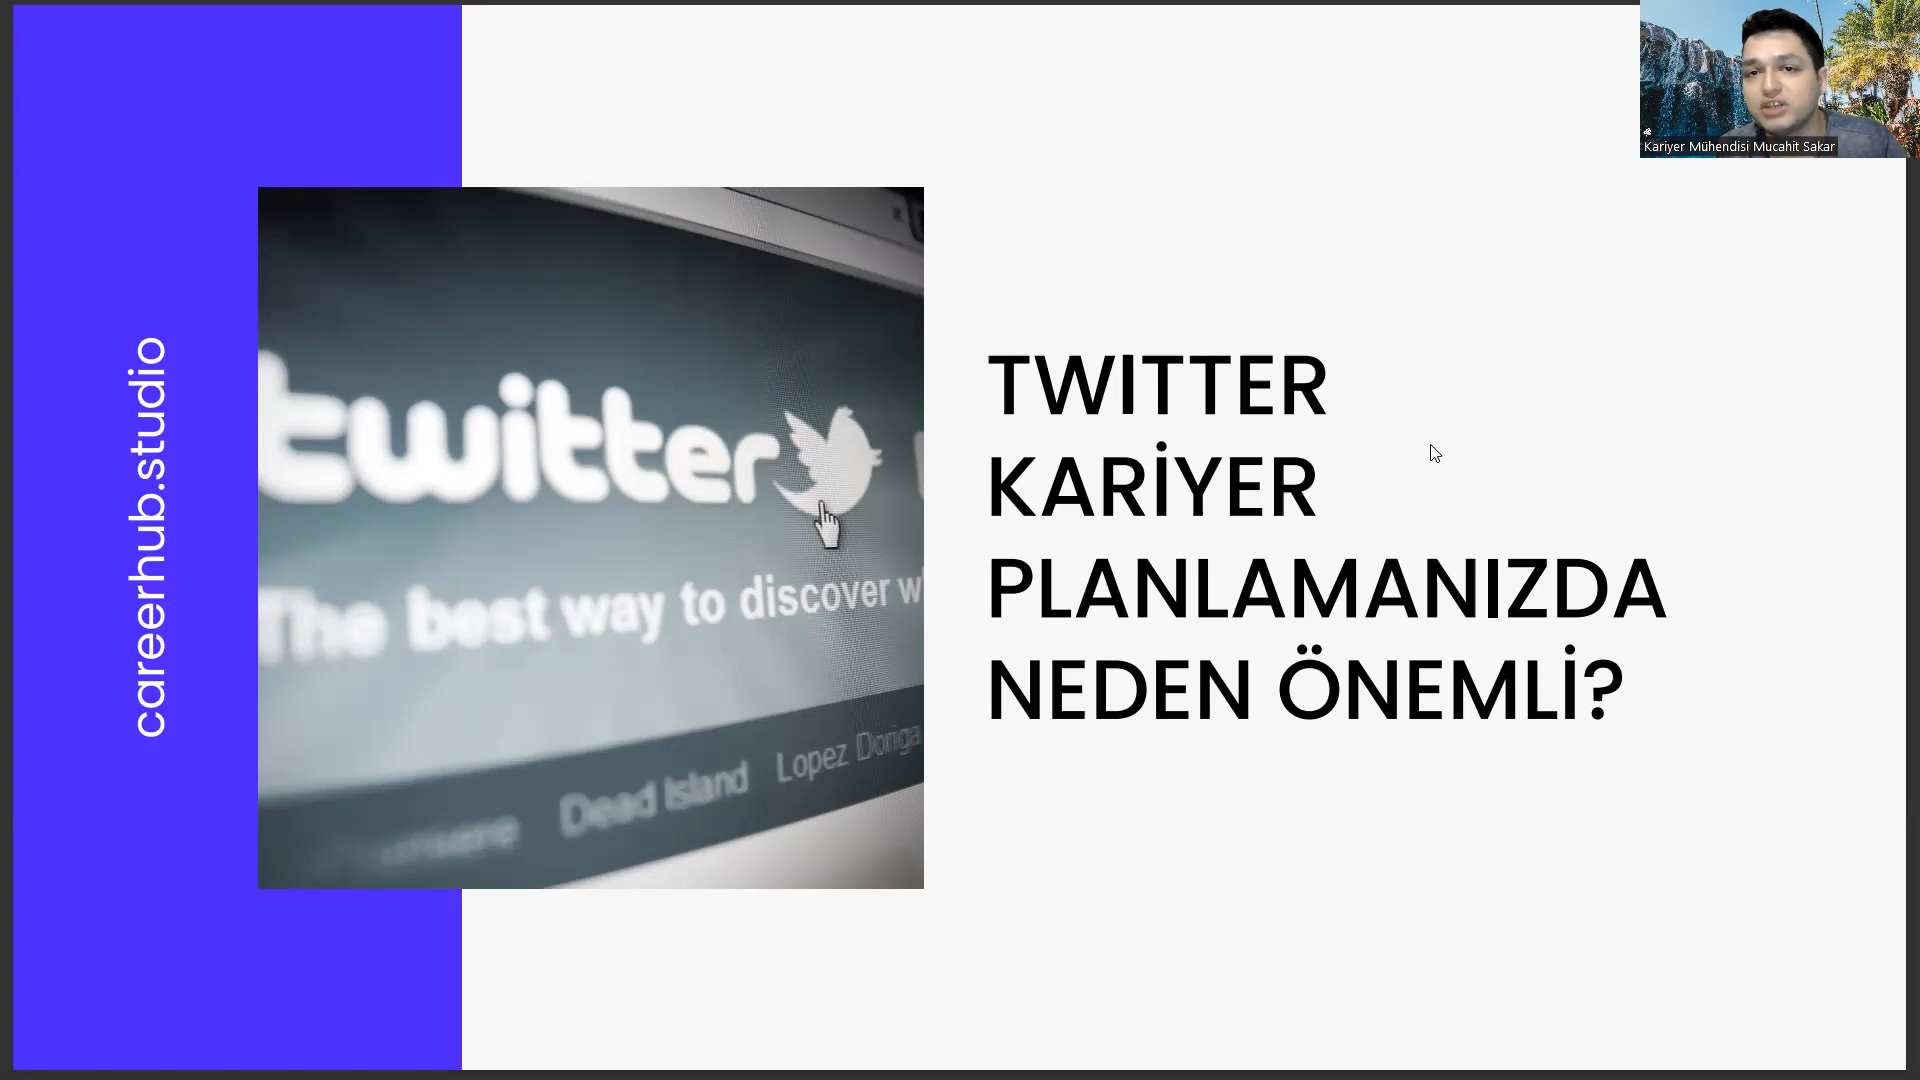 Kariyer Mühendisi Mucahit Sakar
careerhub.studio
twitter
The best way to discover
Dead Island
Lopez Doriga
TWITTER
KARİYER
PLANLAMANIZDA
NEDEN ÖNEMLİ?